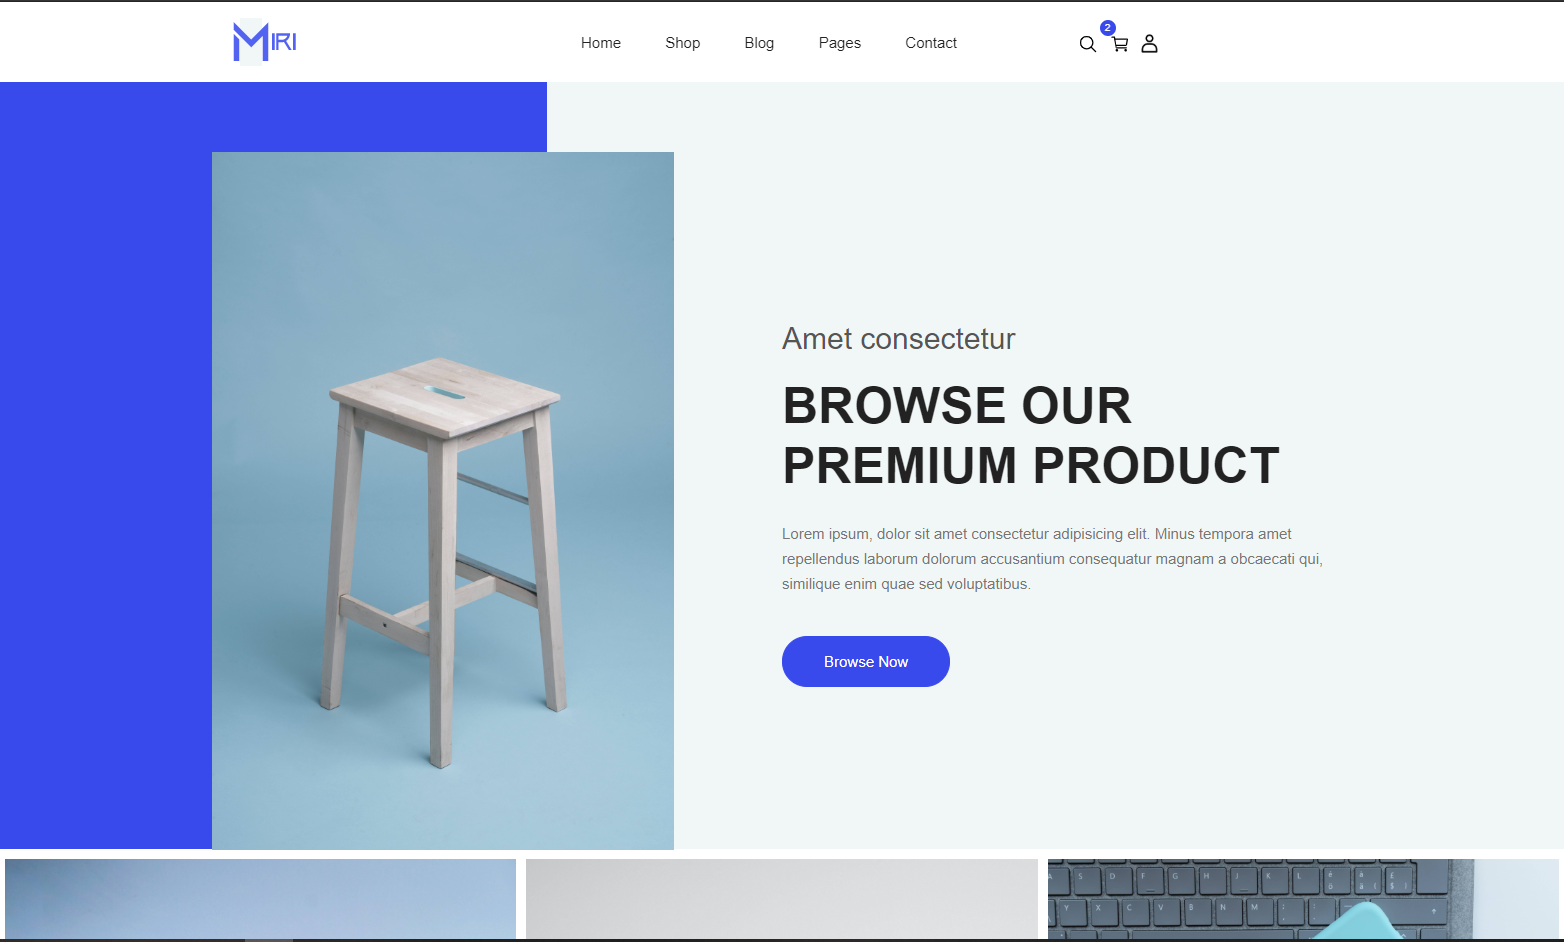 MIRI
Home Shop Blog Pages Contact
2
Amet consectetur
BROWSE OUR
PREMIUM PRODUCT
Lorem ipsum, dolor sit amet consectetur adipisicing elit. Minus tempora amet
repellendus laborum dolorum accusantium consequatur magnam a obcaecati qui,
similique enim quae sed voluptatibus.
Browse Now
S D F G H J K L
Y X C V B N M